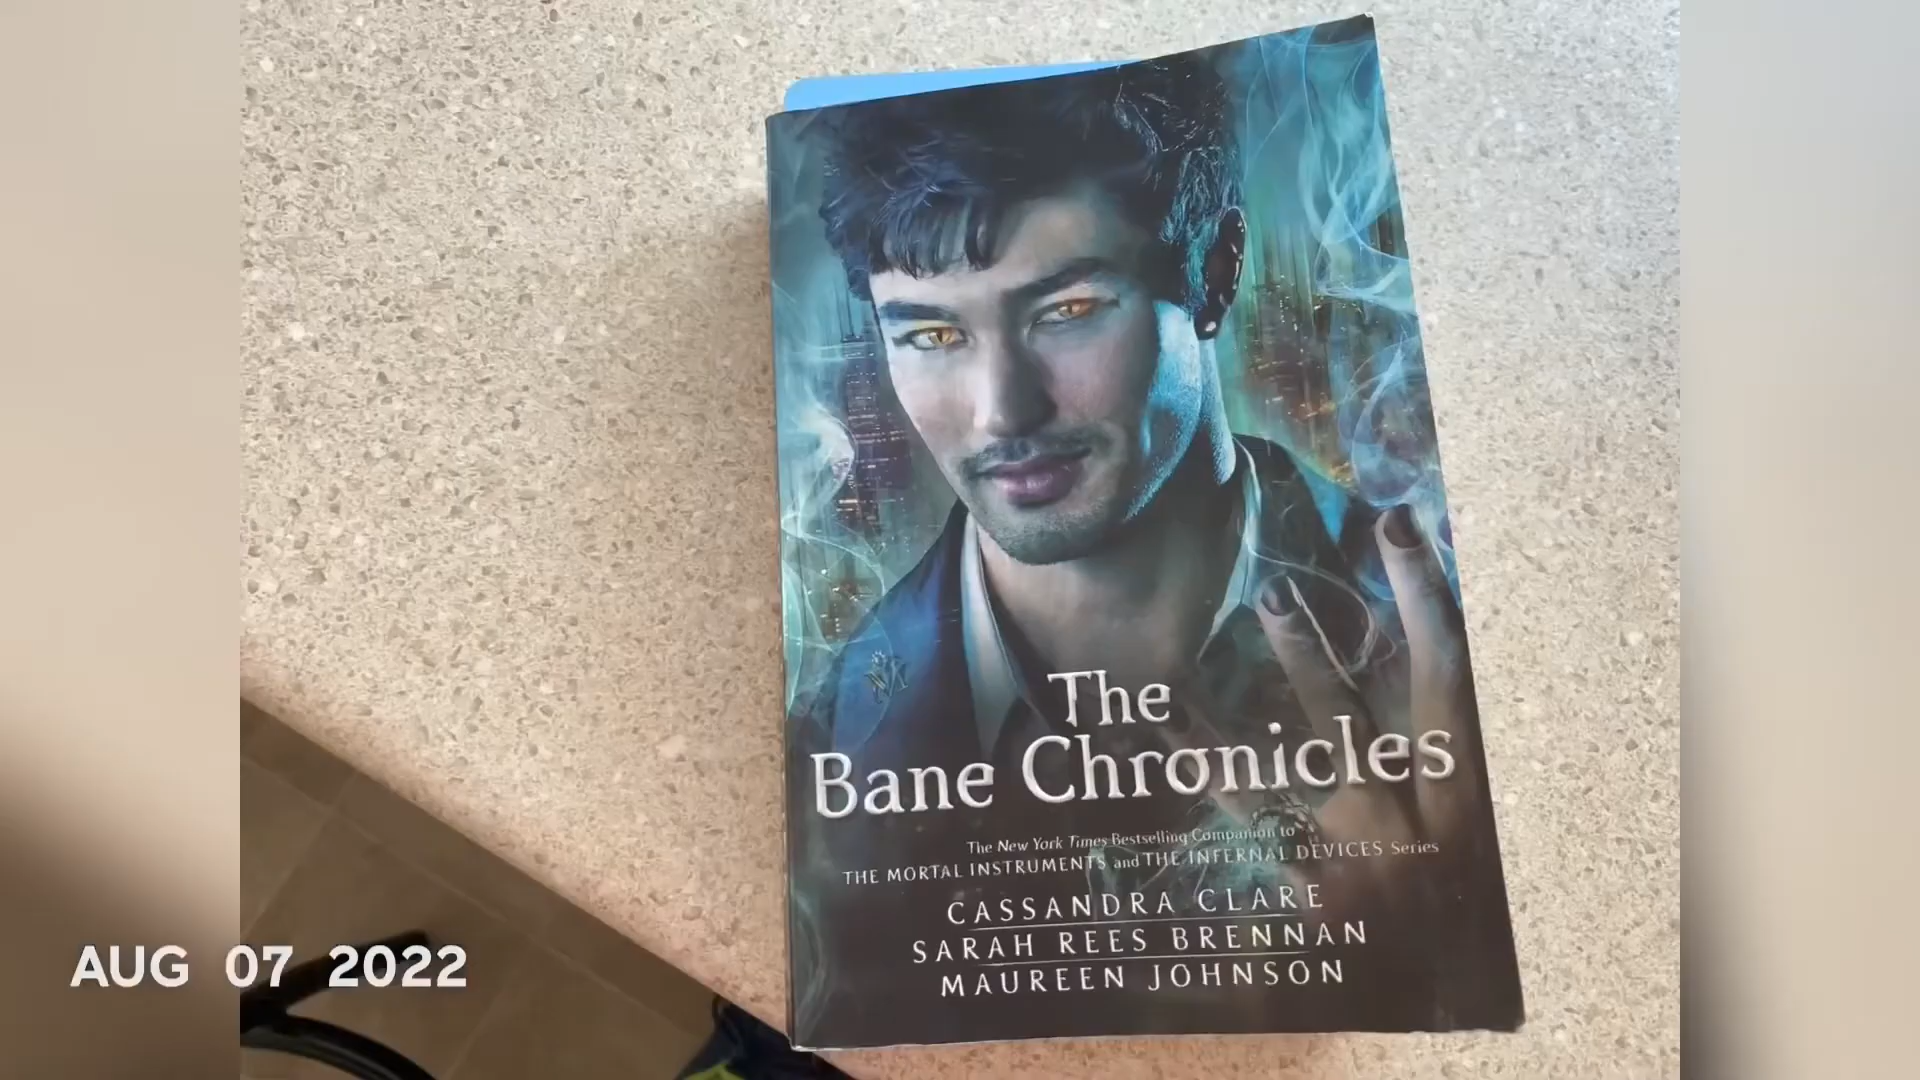 The
Bane Chronicles
The New York Times Bestselling Companion to
THE MORTAL INSTRUMENTS and THE INFERNAL DEVICES Series
CASSANDRA CLARE
SARAH REES BRENNAN
MAUREEN JOHNSON
AUG 07 2022